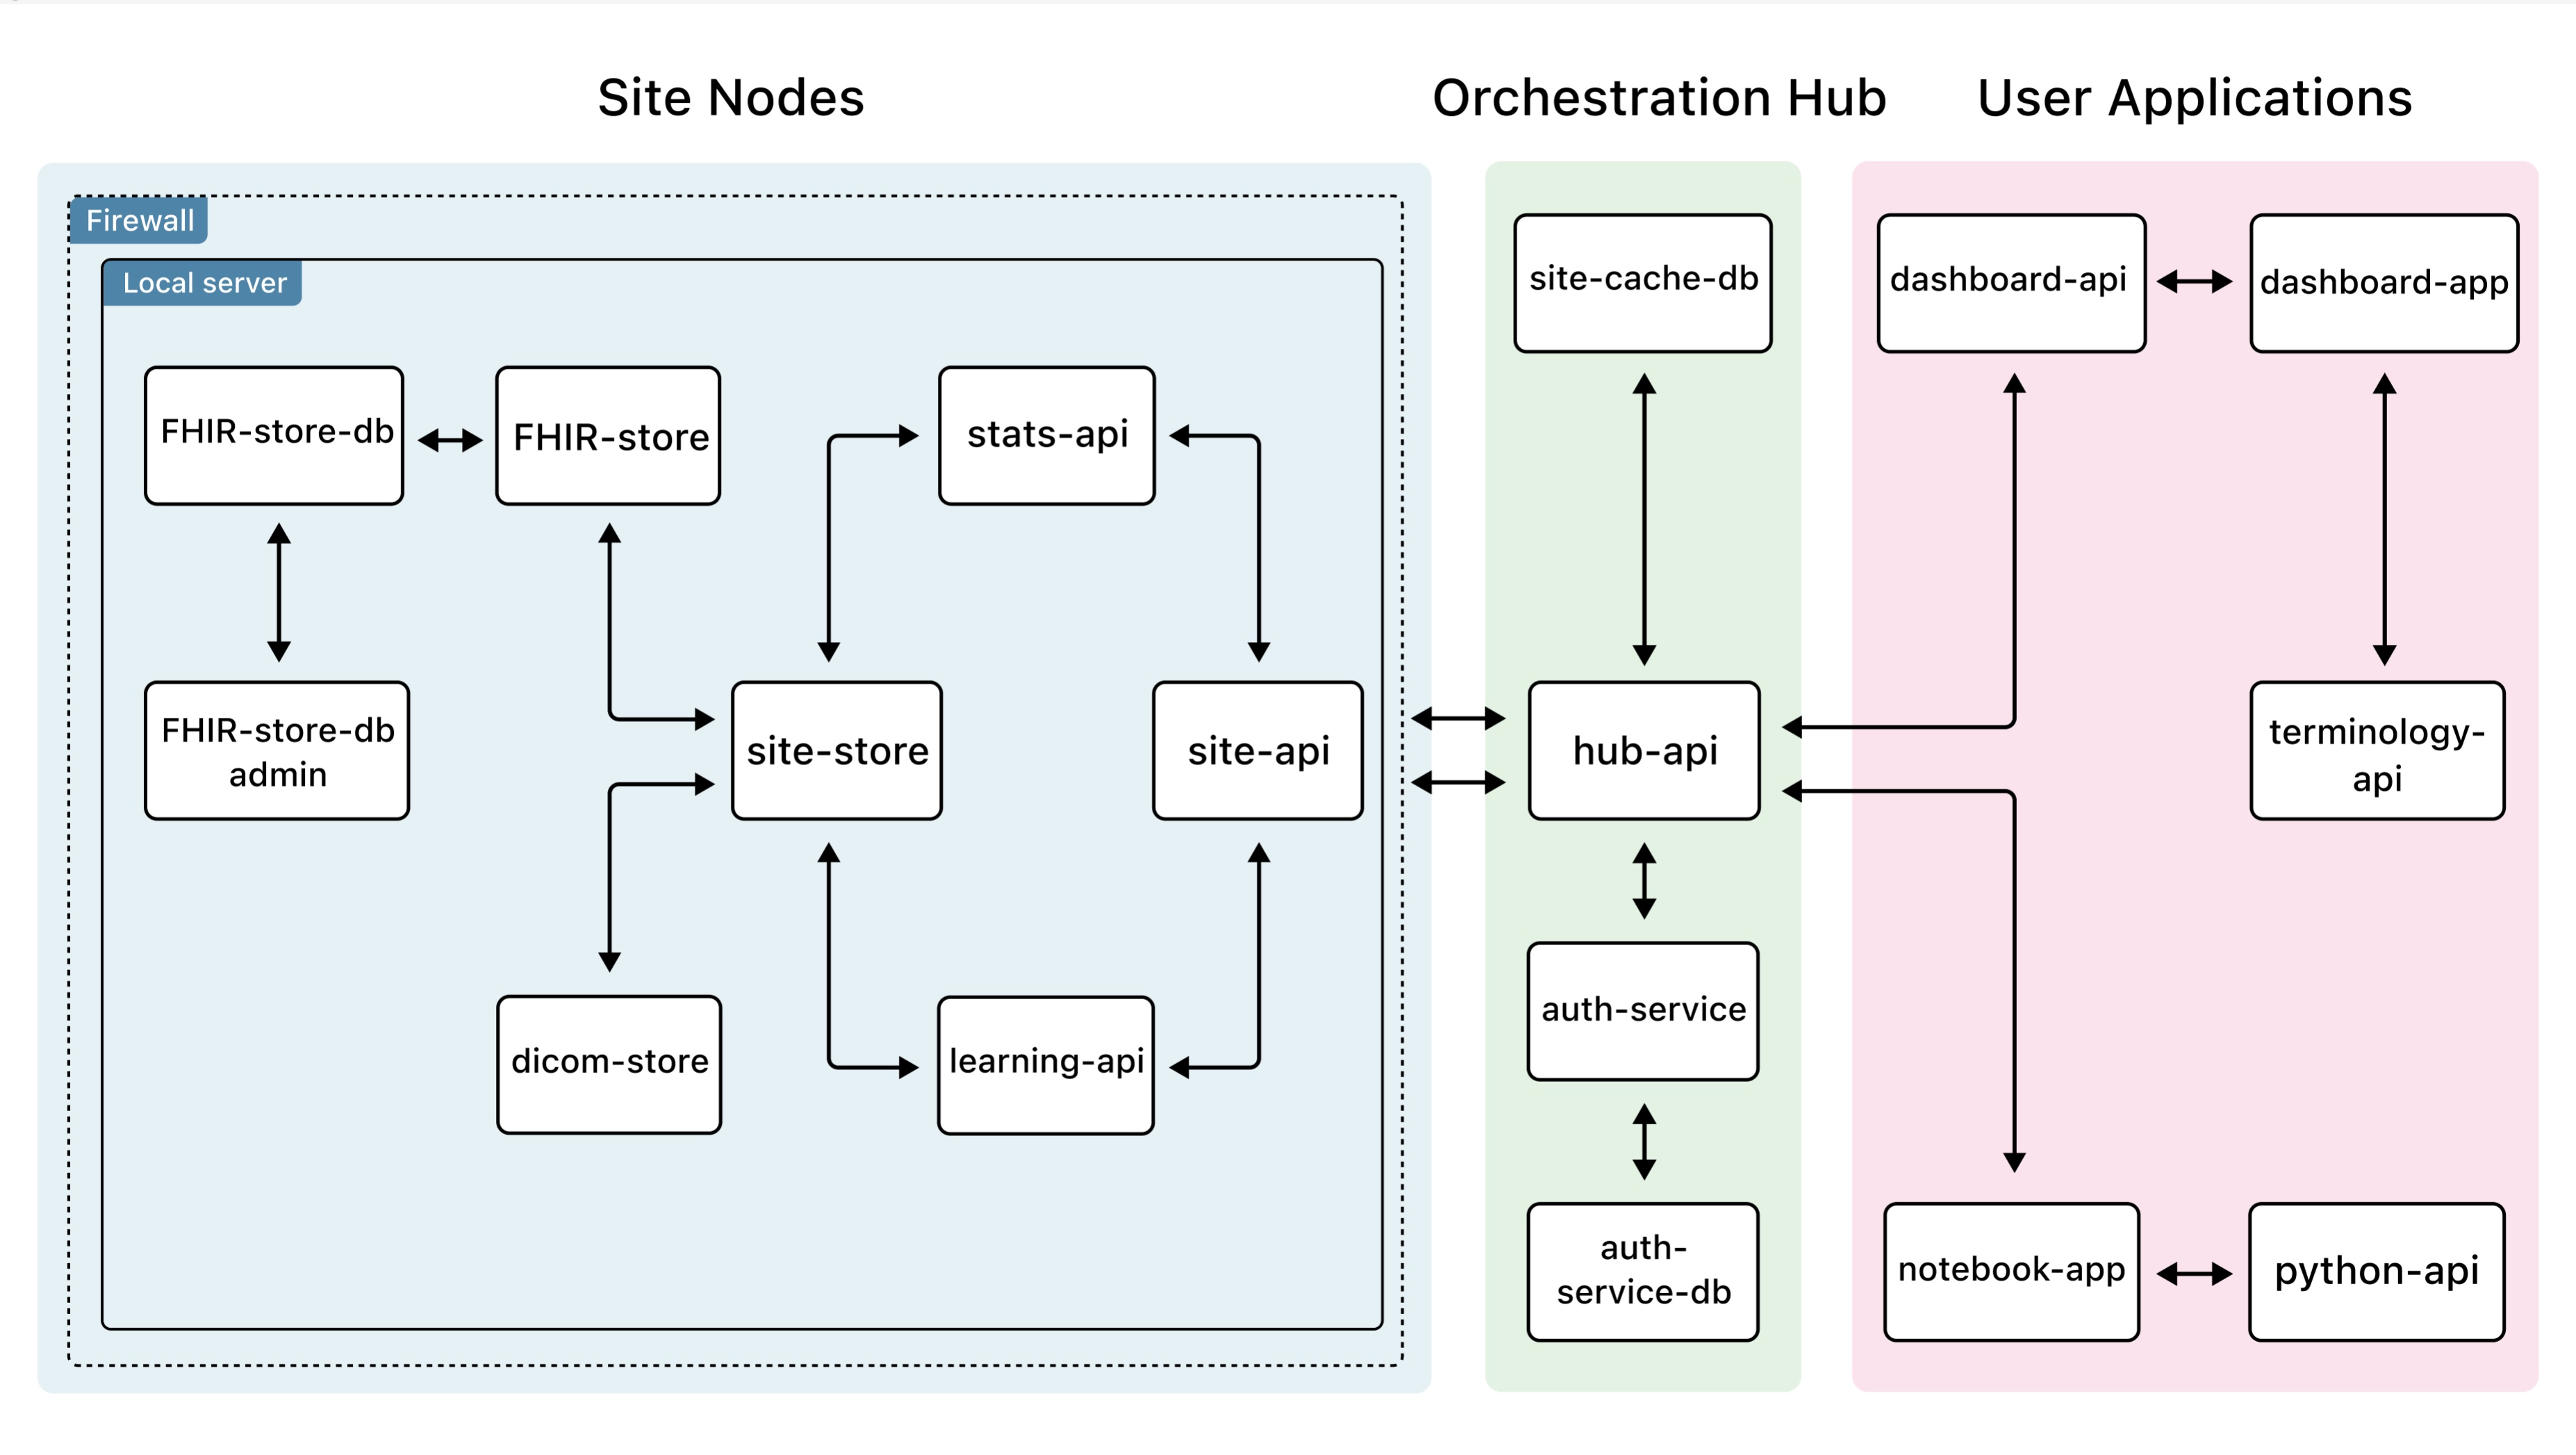 Site Nodes
Orchestration Hub
User Applications
Firewall
Local server
FHIR-store-db
FHIR-store
stats-api
FHIR-store-db
admin
site-store
site-api
dicom-store
learning-api
site-cache-db
hub-api
auth-service
auth-
service-db
dashboard-api
dashboard-app
terminology-
api
notebook-app
python-api